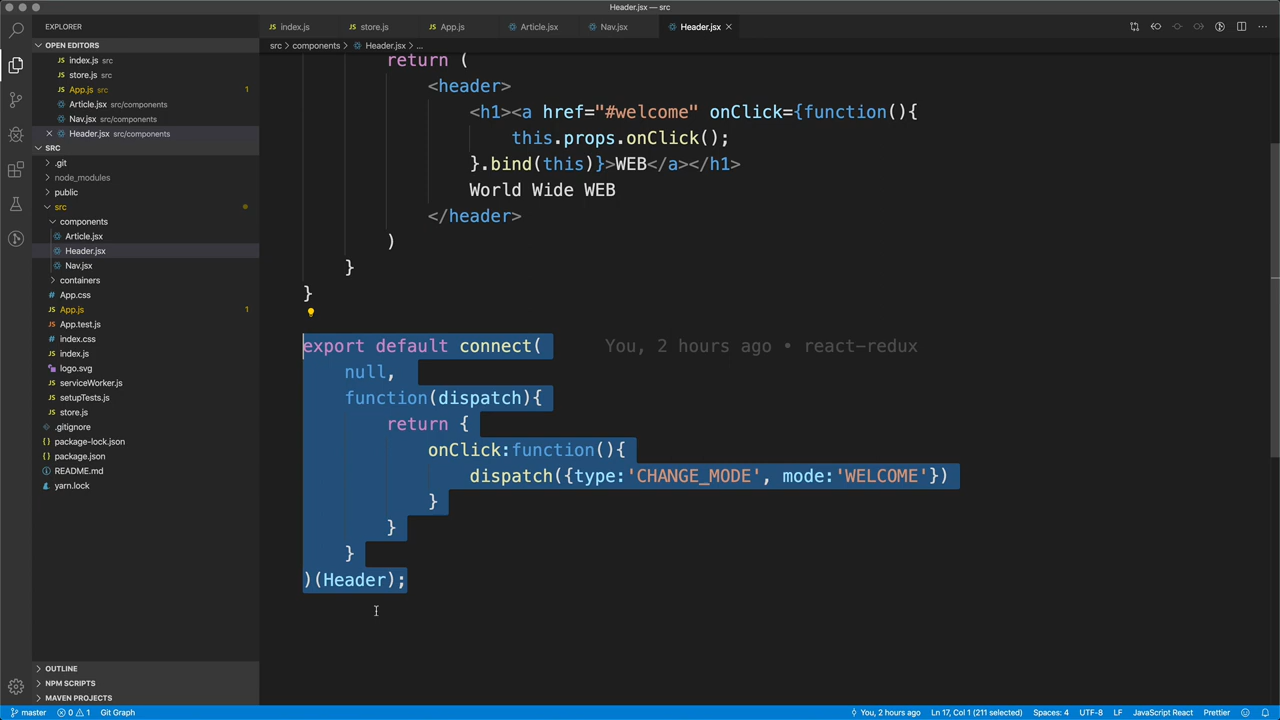 Header.jsx — src
EXPLORER
index.js
store.js
App.js
Article.jsx
Nav.jsx
Header.jsx
OPEN EDITORS
src › components › Header.jsx › ...
index.js src
store.js src
App.js src 1
Article.jsx src/components
Nav.jsx src/components
Header.jsx src/components
SRC
.git
node_modules
public
src
components
Article.jsx
Header.jsx
Nav.jsx
containers
App.css
App.js 1
App.test.js
index.css
index.js
logo.svg
serviceWorker.js
setupTests.js
store.js
.gitignore
package-lock.json
package.json
README.md
yarn.lock
OUTLINE
NPM SCRIPTS
MAVEN PROJECTS
return (
<header>
<h1><a href="#welcome" onClick={function(){
this.props.onClick();
}.bind(this)}>WEB</a></h1>
World Wide WEB
</header>
)
}
}
export default connect( You, 2 hours ago • react-redux
null,
function(dispatch){
return {
onClick:function(){
dispatch({type:'CHANGE_MODE', mode:'WELCOME'})
}
}
}
)(Header);
master 0 1 Git Graph You, 2 hours ago Ln 17, Col 1 (211 selected) Spaces: 4 UTF-8 LF JavaScript React Prettier